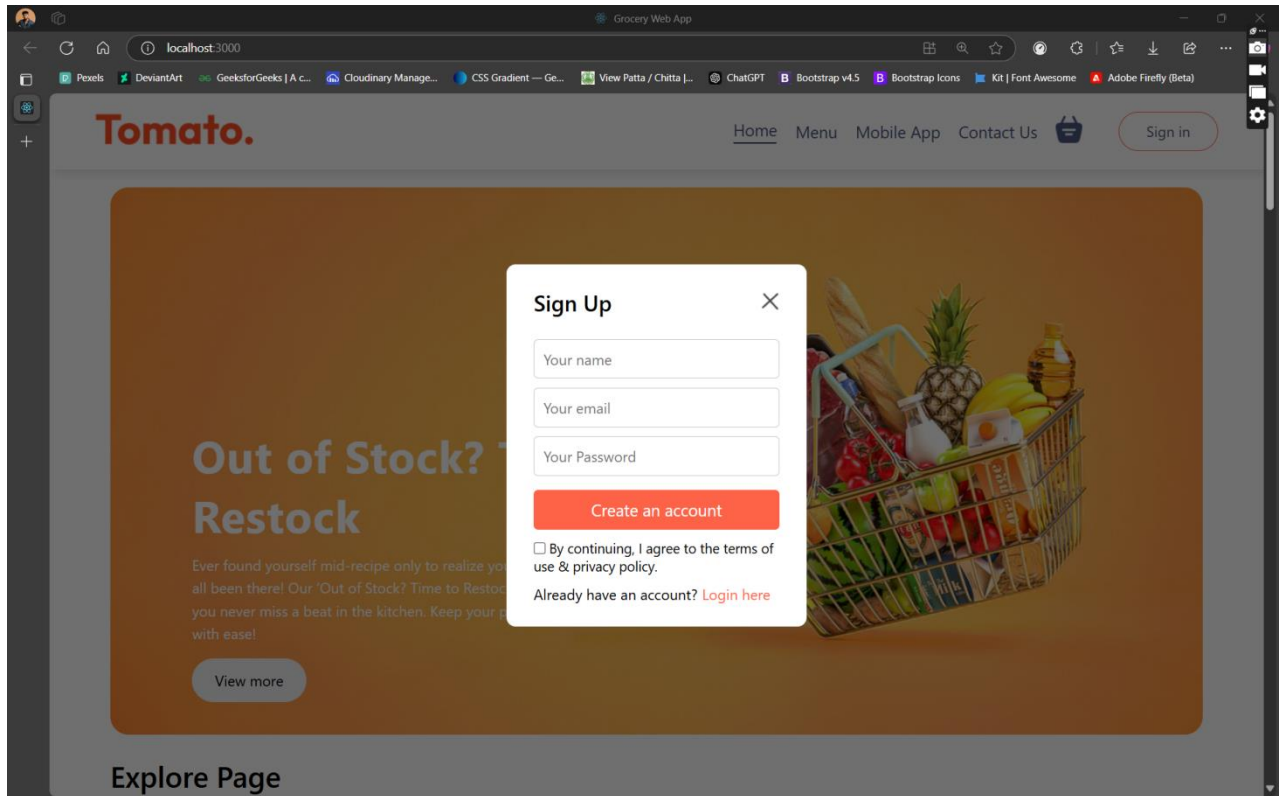 Grocery Web App
localhost:3000
Pexels DeviantArt GeeksforGeeks | A c... Cloudinary Manage... CSS Gradient — Ge... View Patta / Chitta |... ChatGPT B Bootstrap v4.5 B Bootstrap Icons Kit | Font Awesome Adobe Firefly (Beta)
Tomato.
Home Menu Mobile App Contact Us Sign in
Sign Up
Your name
Your email
Your Password
Create an account
By continuing, I agree to the terms of
use & privacy policy.
Already have an account? Login here
Out of Stock?
Restock
Ever found yourself mid-recipe only to realize
all been there! Our 'Out of Stock? Time to
you never miss a beat in the kitchen. Keep your
with ease!
View more
milk
Explore Page